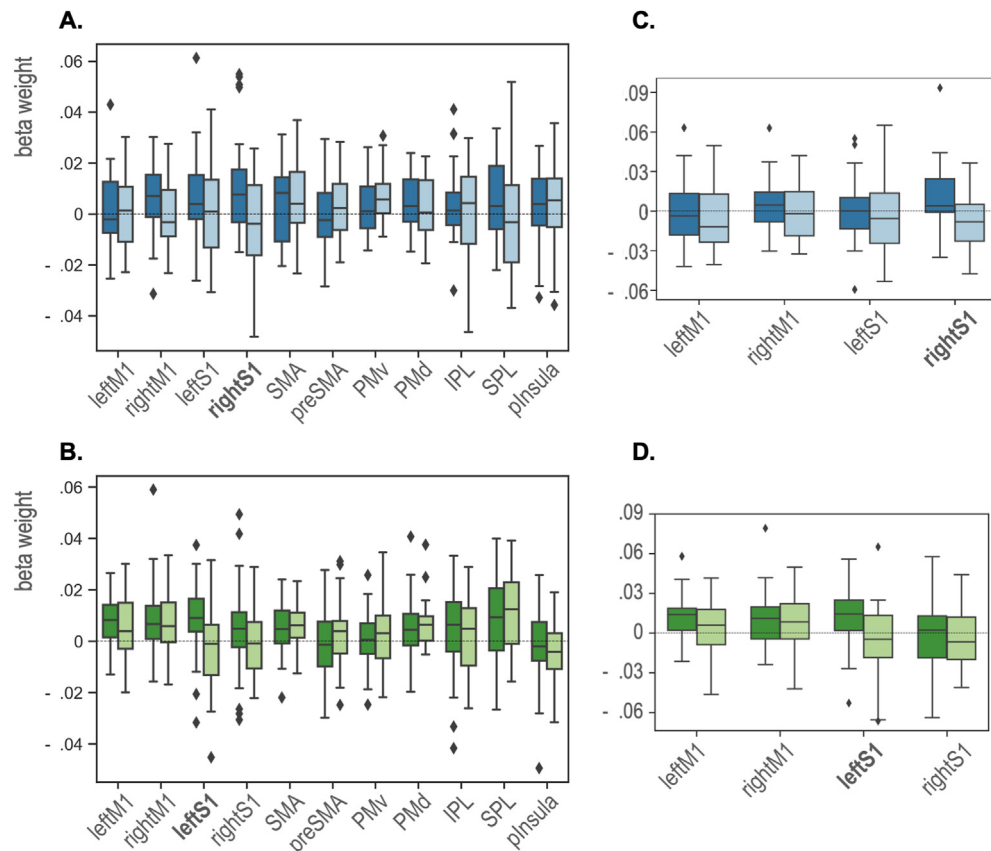 A.
beta weight
.06
.04
.02
0
- .02
- .04
leftM1
rightM1
leftS1
rightS1
SMA
preSMA
PMv
PMd
IPL
SPL
pInsula
C.
.09
.03
0
- .03
- .06
leftM1
rightM1
leftS1
rightS1
B.
beta weight
.06
.04
.02
0
- .02
- .04
leftM1
rightM1
leftS1
rightS1
SMA
preSMA
PMv
PMd
IPL
SPL
pInsula
D.
.09
.06
.03
0
- .03
- .06
leftM1
rightM1
leftS1
rightS1